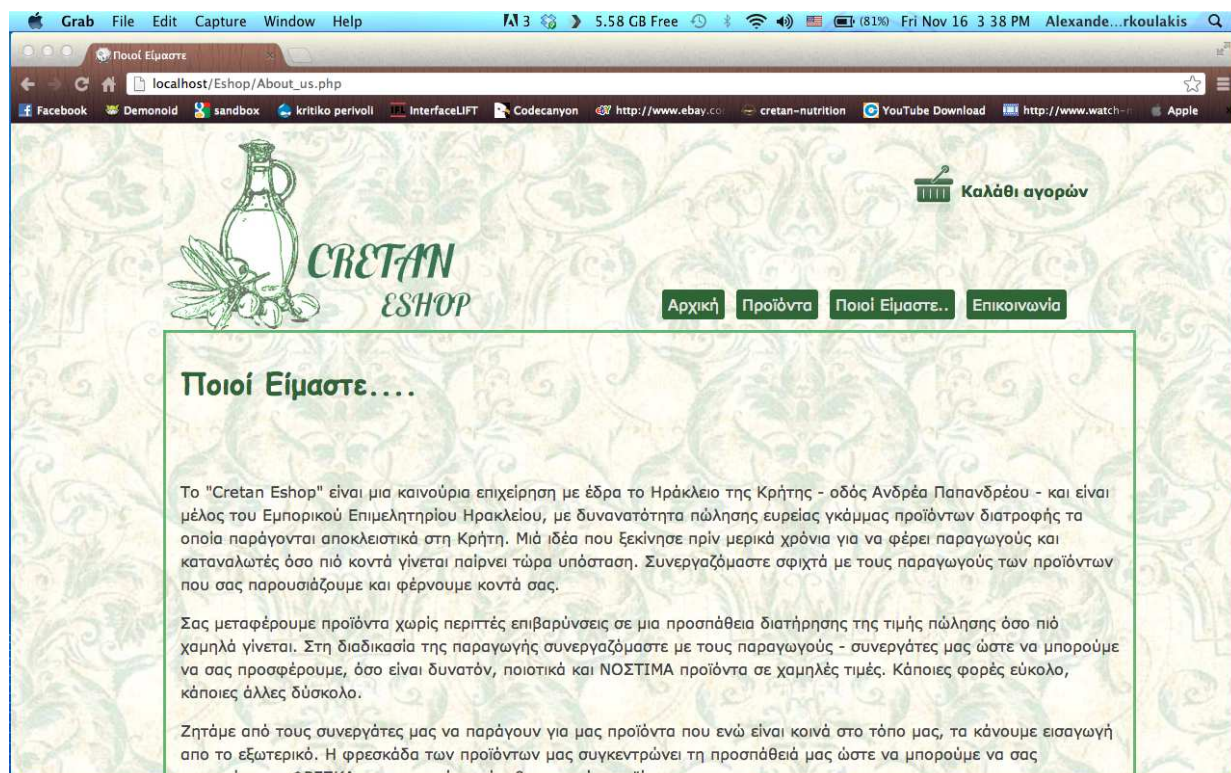 Grab File Edit Capture Window Help 3 5.58 GB Free (81%) Fri Nov 16 3 38 PM Alexande...rkoulakis
Ποιοί Είμαστε
localhost/Eshop/About_us.php
Facebook Demonoid sandbox kritiko perivoli InterfaceLIFT Codecanyon http://www.ebay.co cretan-nutrition YouTube Download http://www.watch- Apple
Καλάθι αγορών
CRETAN
ESHOP
Αρχική Προϊόντα Ποιοί Είμαστε.. Επικοινωνία
Ποιοί Είμαστε....
Το "Cretan Eshop" είναι μια καινούρια επιχείρηση με έδρα το Ηράκλειο της Κρήτης - οδός Ανδρέα Παπανδρέου - και είναι
μέλος του Εμπορικού Επιμελητηρίου Ηρακλείου, με δυνανατότητα πώλησης ευρείας γκάμμας προϊόντων διατροφής τα
οποία παράγονται αποκλειστικά στη Κρήτη. Μιά ιδέα που ξεκίνησε πρίν μερικά χρόνια για να φέρει παραγωγούς και
καταναλωτές όσο πιό κοντά γίνεται παίρνει τώρα υπόσταση. Συνεργαζόμαστε σφιχτά με τους παραγωγούς των προϊόντων
που σας παρουσιάζουμε και φέρνουμε κοντά σας.
Σας μεταφέρουμε προϊόντα χωρίς περιττές επιβαρύνσεις σε μια προσπάθεια διατήρησης της τιμής πώλησης όσο πιό
χαμηλά γίνεται. Στη διαδικασία της παραγωγής συνεργαζόμαστε με τους παραγωγούς - συνεργάτες μας ώστε να μπορούμε
να σας προσφέρουμε, όσο είναι δυνατόν, ποιοτικά και ΝΟΣΤΙΜΑ προϊόντα σε χαμηλές τιμές. Κάποιες φορές εύκολο,
κάποιες άλλες δύσκολο.
Ζητάμε από τους συνεργάτες μας να παράγουν για μας προϊόντα που ενώ είναι κοινά στο τόπο μας, τα κάνουμε εισαγωγή
απο το εξωτερικό. Η φρεσκάδα των προϊόντων μας συγκεντρώνει τη προσπάθειά μας ώστε να μπορούμε να σας